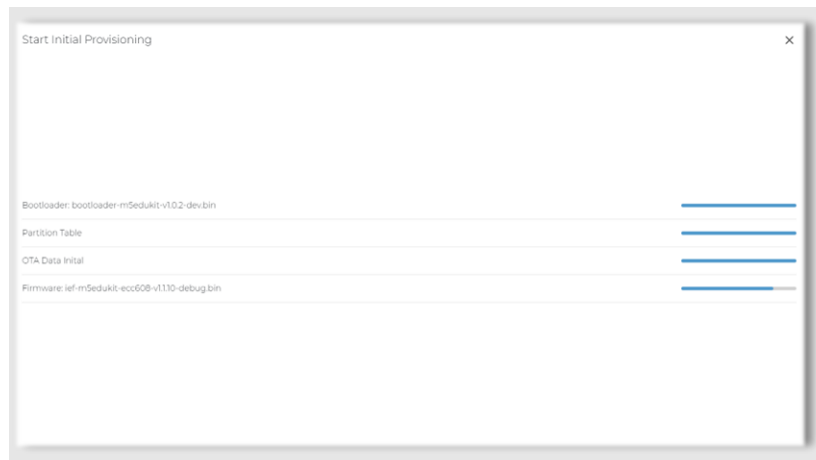 Start Initial Provisioning
Bootloader: bootloader-m5edukit-v1.0.2-dev.bin
Partition Table
OTA Data Inital
Firmware: ief-m5edukit-ecc608-v1.1.10-debug.bin